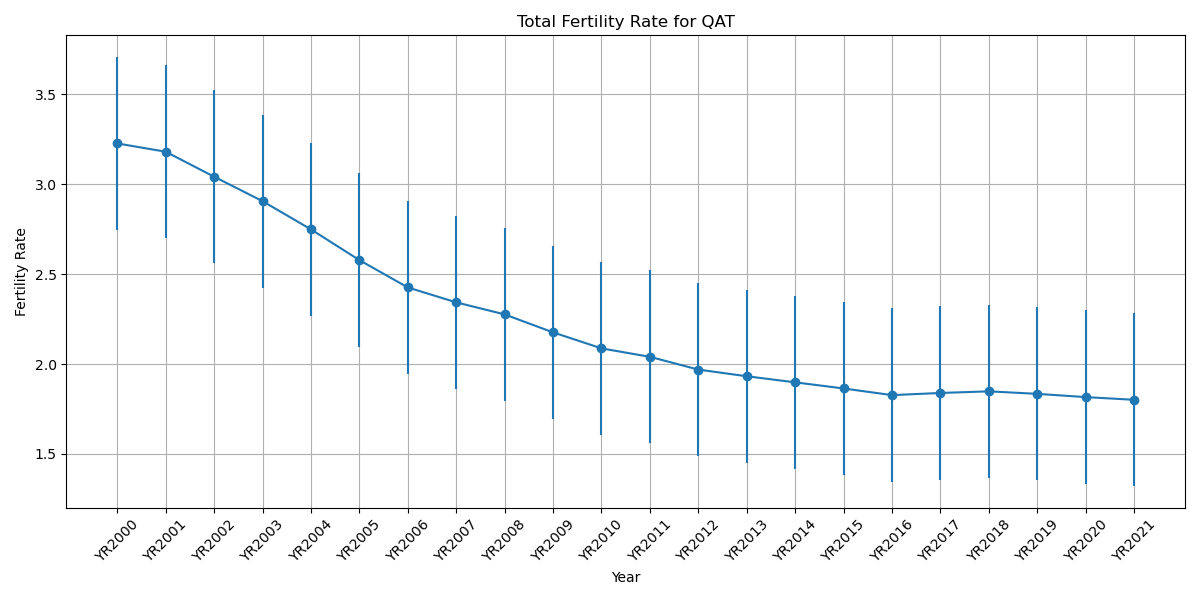 Total Fertility Rate for QAT
Fertility Rate
3.5
3.0
2.5
2.0
1.5
YR2000
YR2001
YR2002
YR2003
YR2004
YR2005
YR2006
YR2007
YR2008
YR2009
YR2010
YR2011
YR2012
YR2013
YR2014
YR2015
YR2016
YR2017
YR2018
YR2019
YR2020
YR2021
Year